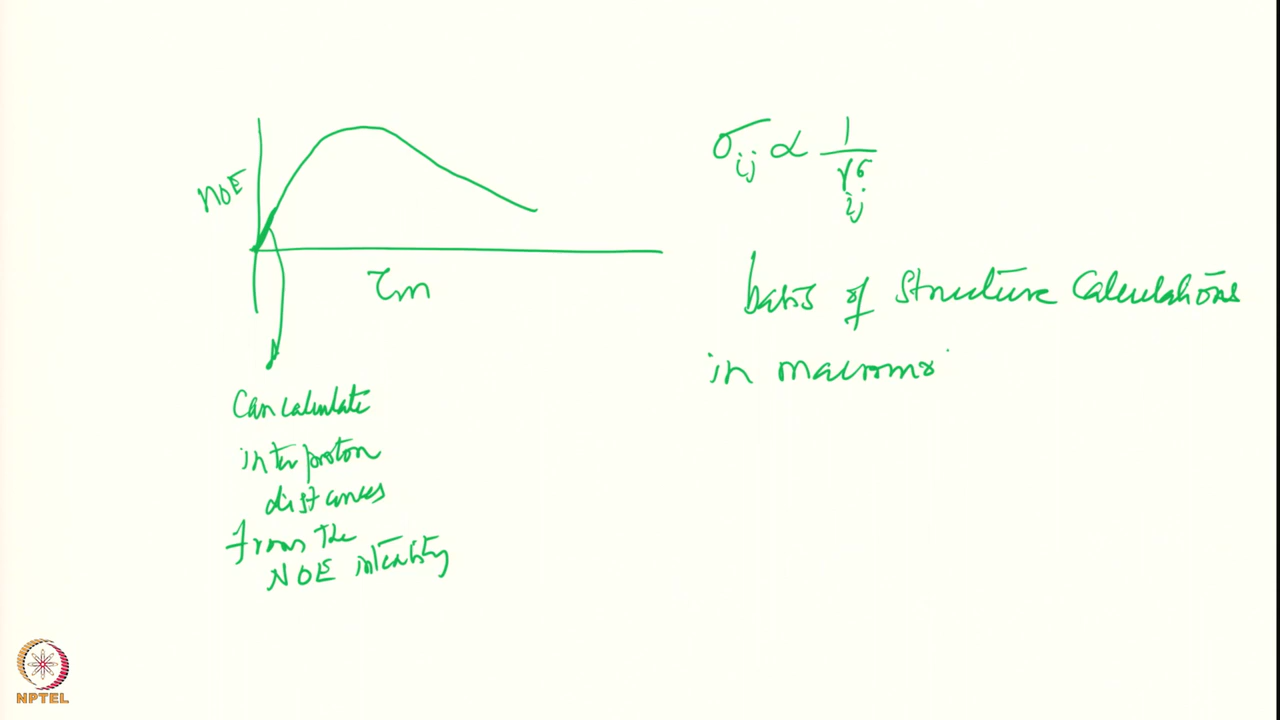 NOE
τm
Can calculate
inter proton
distances
from the
NOE intensity
σij ∝ 1/r6ij
basis of structure calculations
in macromo
NPTEL